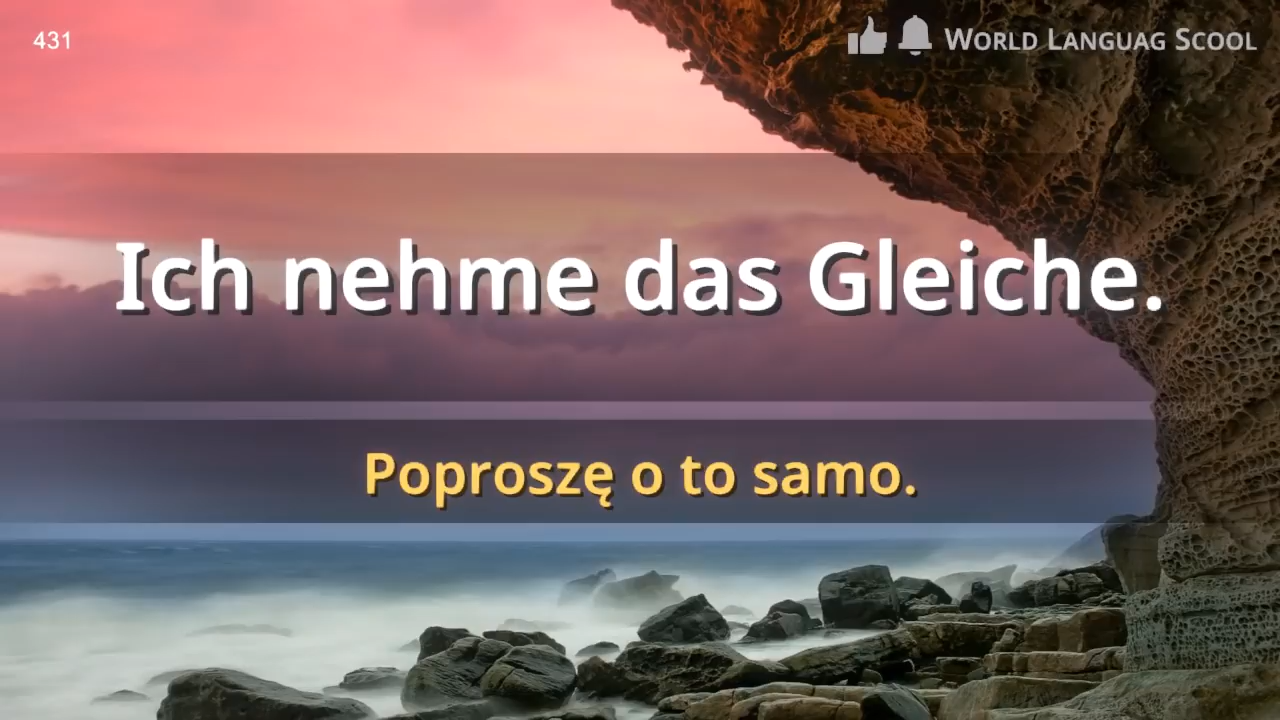 431
World Languag Scool
Ich nehme das Gleiche.
Poproszę o to samo.